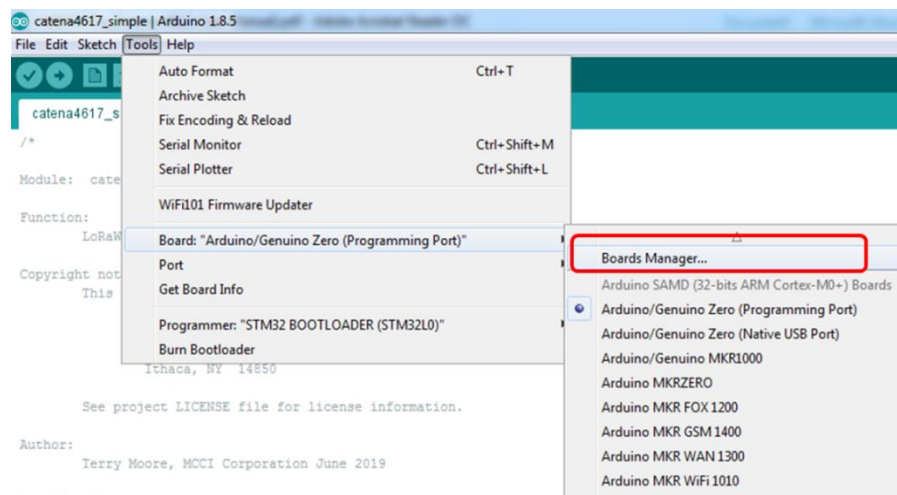 catena4617_simple | Arduino 1.8.5
File Edit Sketch Tools Help
catena4617_s
/*
Module: cate
Function:
LoRaW
Copyright not
This
Ithaca, NY 14850
See project LICENSE file for license information.
Author:
Terry Moore, MCCI Corporation June 2019
Auto Format Ctrl+T
Archive Sketch
Fix Encoding & Reload
Serial Monitor Ctrl+Shift+M
Serial Plotter Ctrl+Shift+L
WiFi101 Firmware Updater
Board: "Arduino/Genuino Zero (Programming Port)"
Port
Get Board Info
Programmer: "STM32 BOOTLOADER (STM32L0)"
Burn Bootloader
Boards Manager...
Arduino SAMD (32-bits ARM Cortex-M0+) Boards
Arduino/Genuino Zero (Programming Port)
Arduino/Genuino Zero (Native USB Port)
Arduino/Genuino MKR1000
Arduino MKRZERO
Arduino MKR FOX 1200
Arduino MKR GSM 1400
Arduino MKR WAN 1300
Arduino MKR WiFi 1010